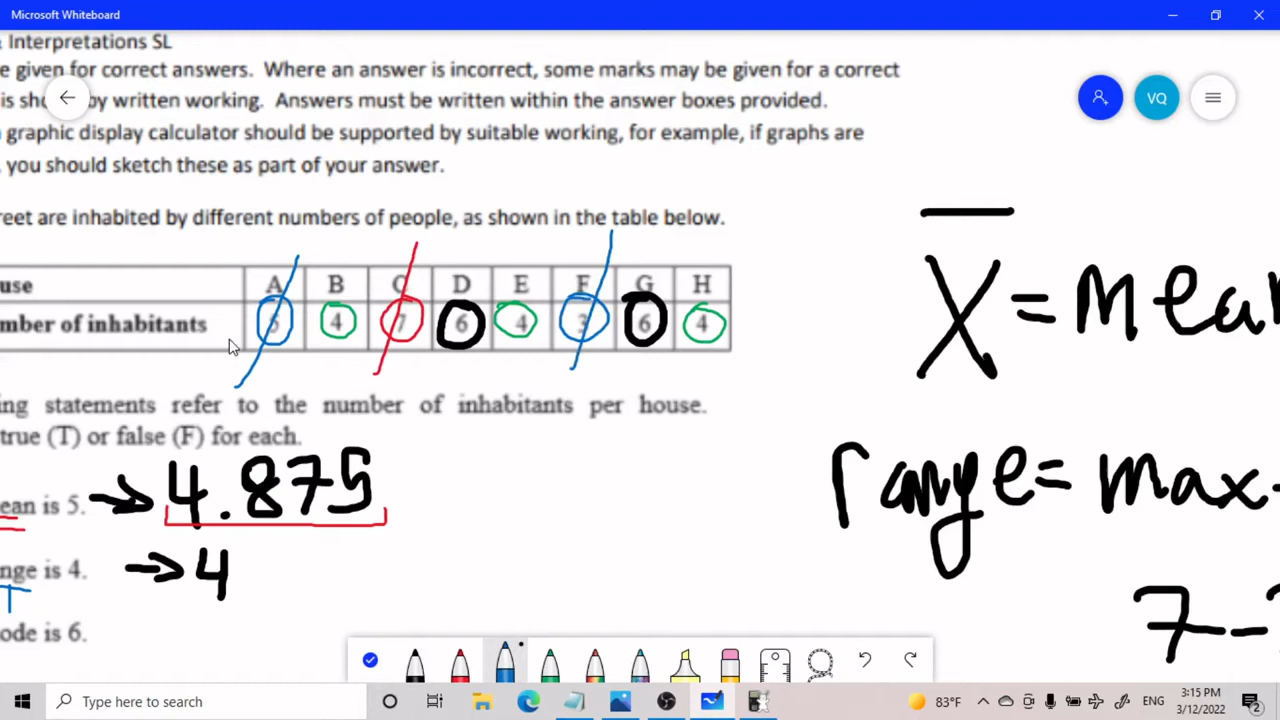 Microsoft Whiteboard
Interpretations SL
e given for correct answers. Where an answer is incorrect, some marks may be given for a correct
is sho by written working. Answers must be written within the answer boxes provided.
graphic display calculator should be supported by suitable working, for example, if graphs are
, you should sketch these as part of your answer.
VQ
reet are inhabited by different numbers of people, as shown in the table below.
use A B C D E F G H
mber of inhabitants 5 4 7 6 4 3 6 4
X = mean
ing statements refer to the number of inhabitants per house.
true (T) or false (F) for each.
ean is 5. → 4.875
range = max -
nge is 4. → 4
T
7 -
ode is 6.
Type here to search
83°F
ENG
3:15 PM
3/12/2022
2